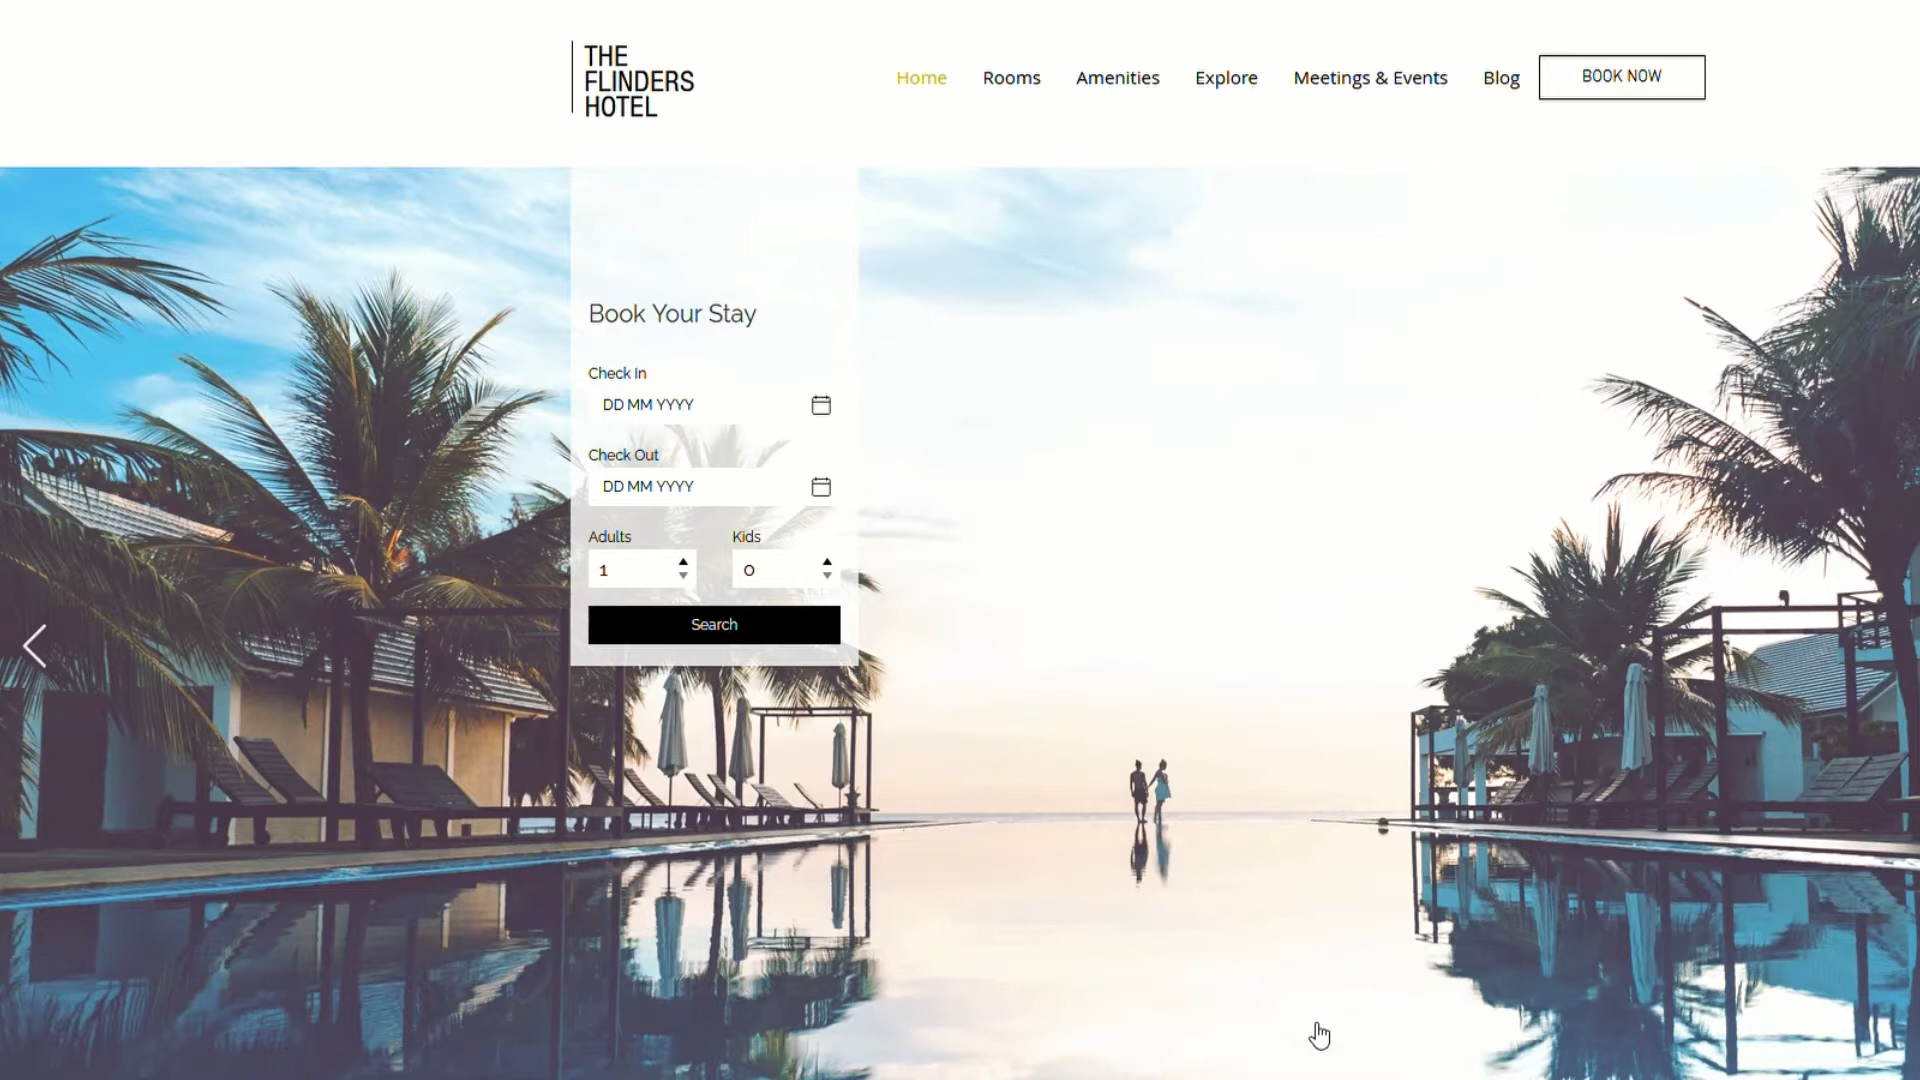 THE
FLINDERS
HOTEL
Home Rooms Amenities Explore Meetings & Events Blog BOOK NOW
Book Your Stay
Check In
DD MM YYYY
Check Out
DD MM YYYY
Adults Kids
1 0
Search